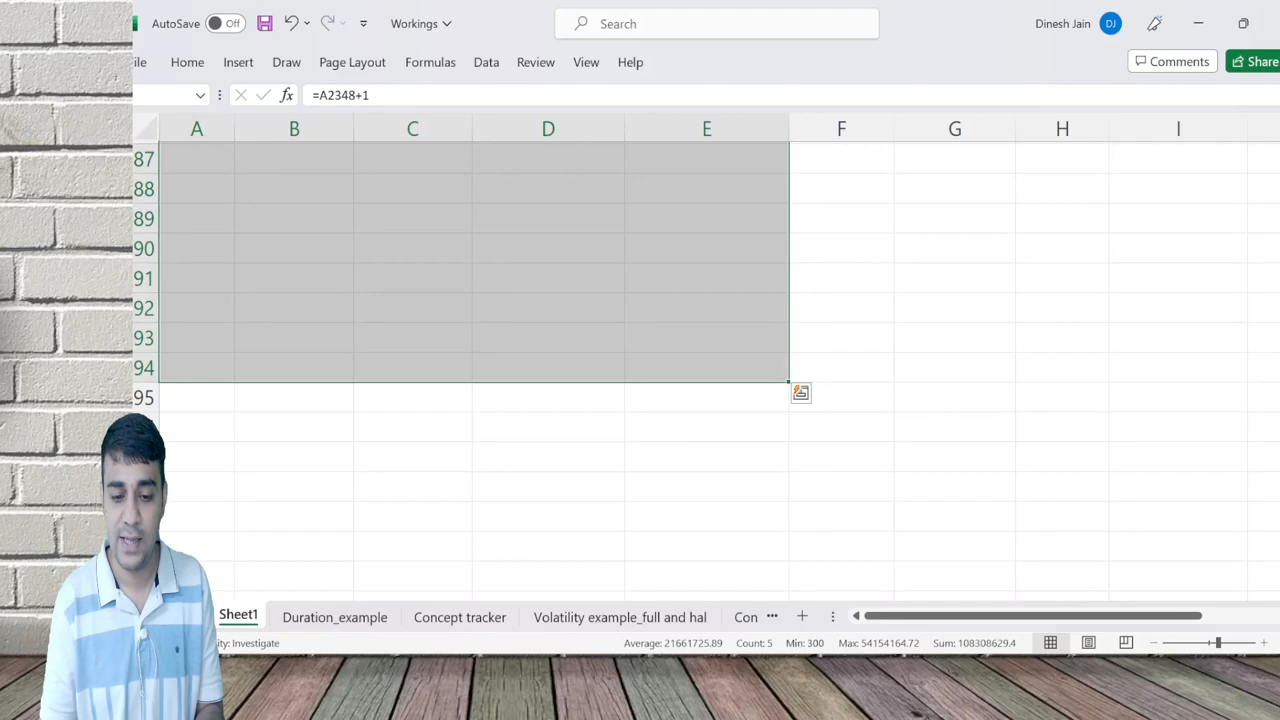 AutoSave Off Workings Search Dinesh Jain DJ
ile Home Insert Draw Page Layout Formulas Data Review View Help Comments Share
fx =A2348+1
A B C D E F G H I
87
88
89
90
91
92
93
94
95
Sheet1 Duration_example Concept tracker Volatility example_full and hal Con
ity: Investigate Average: 21661725.89 Count: 5 Min: 300 Max: 54154164.72 Sum: 108308629.4